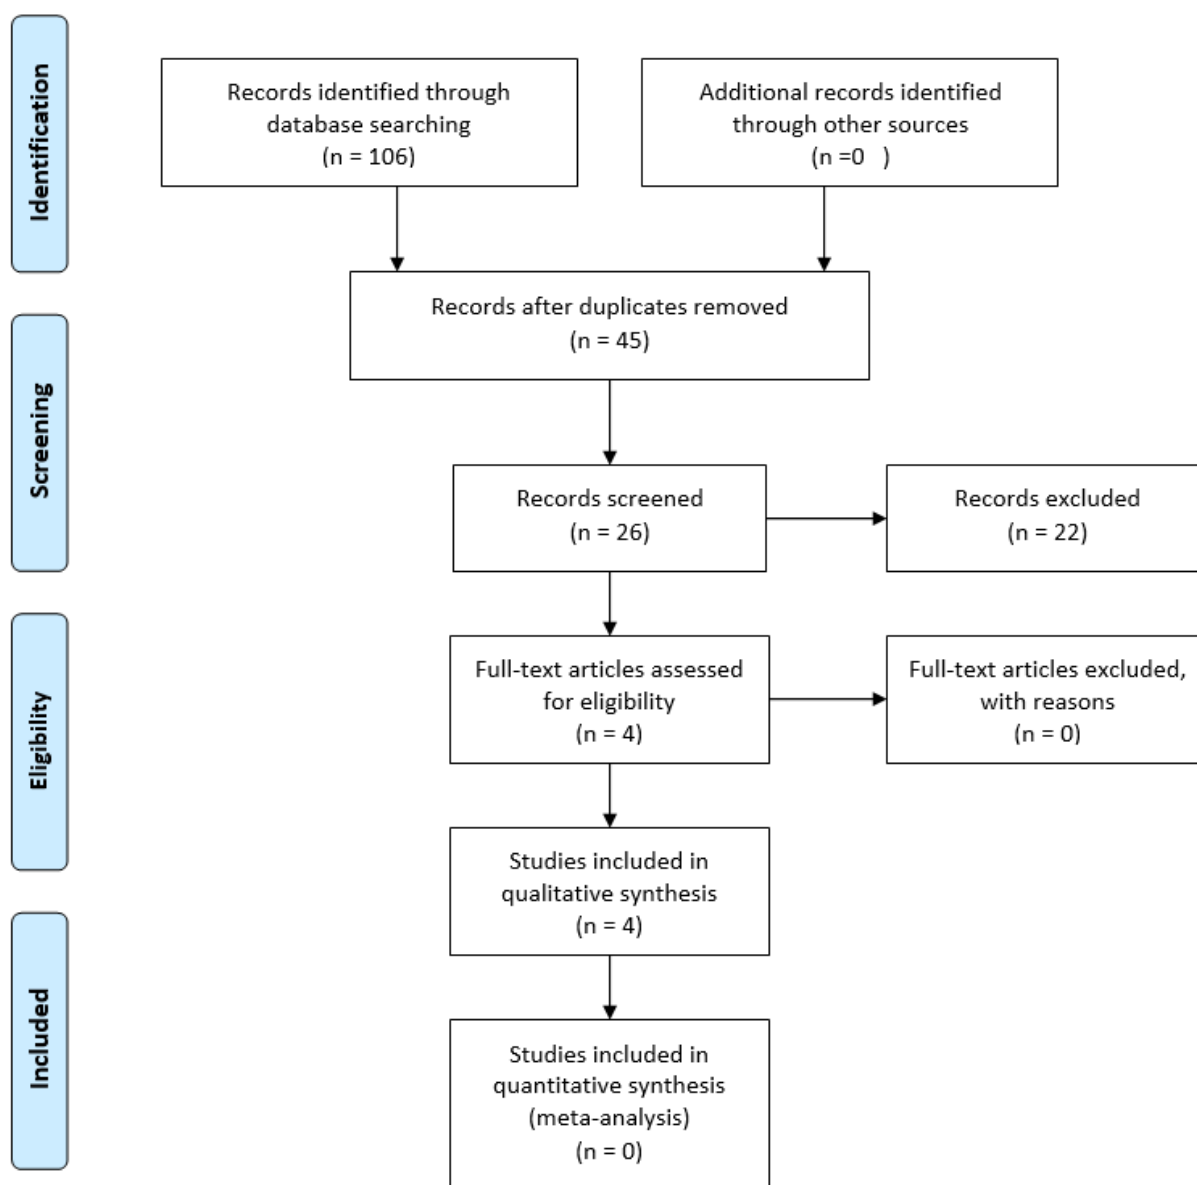 Identification
Records identified through
database searching
(n = 106)
Additional records identified
through other sources
(n =0   )
Records after duplicates removed
(n = 45)
Screening
Records screened
(n = 26)
Records excluded
(n = 22)
Eligibility
Full-text articles assessed
for eligibility
(n = 4)
Full-text articles excluded,
with reasons
(n = 0)
Studies included in
qualitative synthesis
(n = 4)
Included
Studies included in
quantitative synthesis
(meta-analysis)
(n = 0)